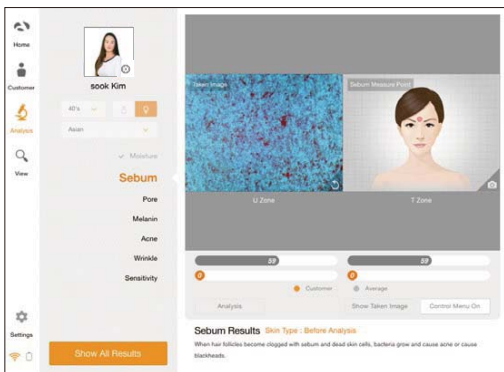 Home
Customer
Analysis
View
Settings
sook Kim
40's
Asian
Moisture
Sebum
Pore
Melanin
Acne
Wrinkle
Sensitivity
Show All Results
Taken Image
Sebum Measure Point
U Zone
T Zone
59
59
0
0
Customer
Average
Analysis
Show Taken Image
Control Menu On
Sebum Results Skin Type : Before Analysis
When hair follicles become clogged with sabum and dead skin cells, bacteria grow and cause acne or cause
blackheads.